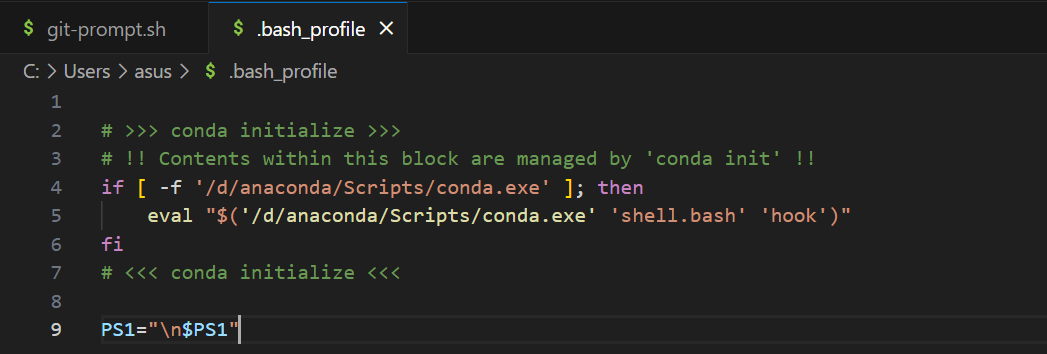 $ git-prompt.sh $ .bash_profile ×
C: > Users > asus > $ .bash_profile
1
2 # >>> conda initialize >>>
3 # !! Contents within this block are managed by 'conda init' !!
4 if [ -f '/d/anaconda/Scripts/conda.exe' ]; then
5     eval "$('/d/anaconda/Scripts/conda.exe' 'shell.bash' 'hook')"
6 fi
7 # <<< conda initialize <<<
8
9 PS1="\n$PS1"